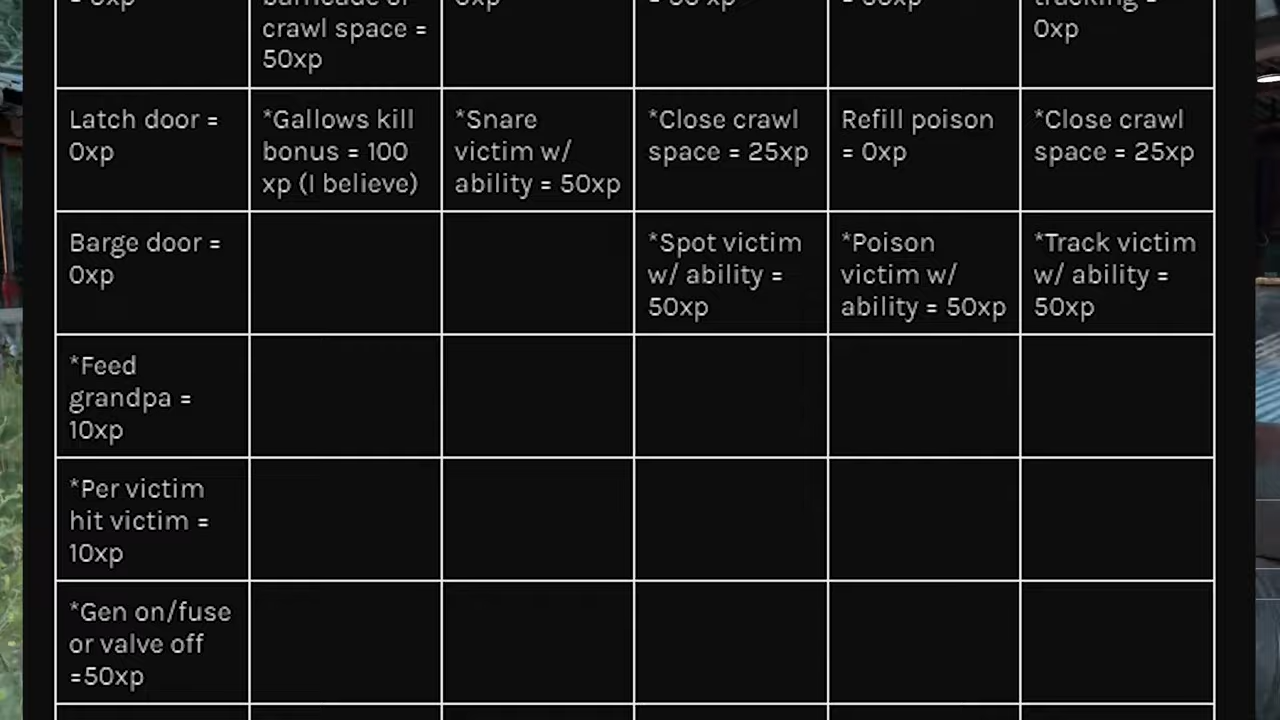 crawl space =
50xp
0xp
Latch door =
0xp
*Gallows kill
bonus = 100
xp (I believe)
*Snare
victim w/
ability = 50xp
*Close crawl
space = 25xp
Refill poison
= 0xp
*Close crawl
space = 25xp
Barge door =
0xp
*Spot victim
w/ ability =
50xp
*Poison
victim w/
ability = 50xp
*Track victim
w/ ability =
50xp
*Feed
grandpa =
10xp
*Per victim
hit victim =
10xp
*Gen on/fuse
or valve off
=50xp